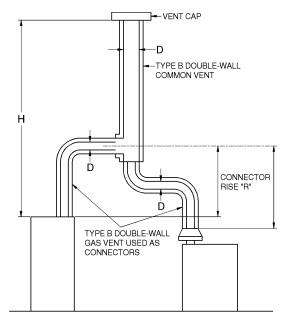 VENT CAP
D
TYPE B DOUBLE-WALL
COMMON VENT
H
D
CONNECTOR
RISE "R"
D
TYPE B DOUBLE-WALL
GAS VENT USED AS
CONNECTORS